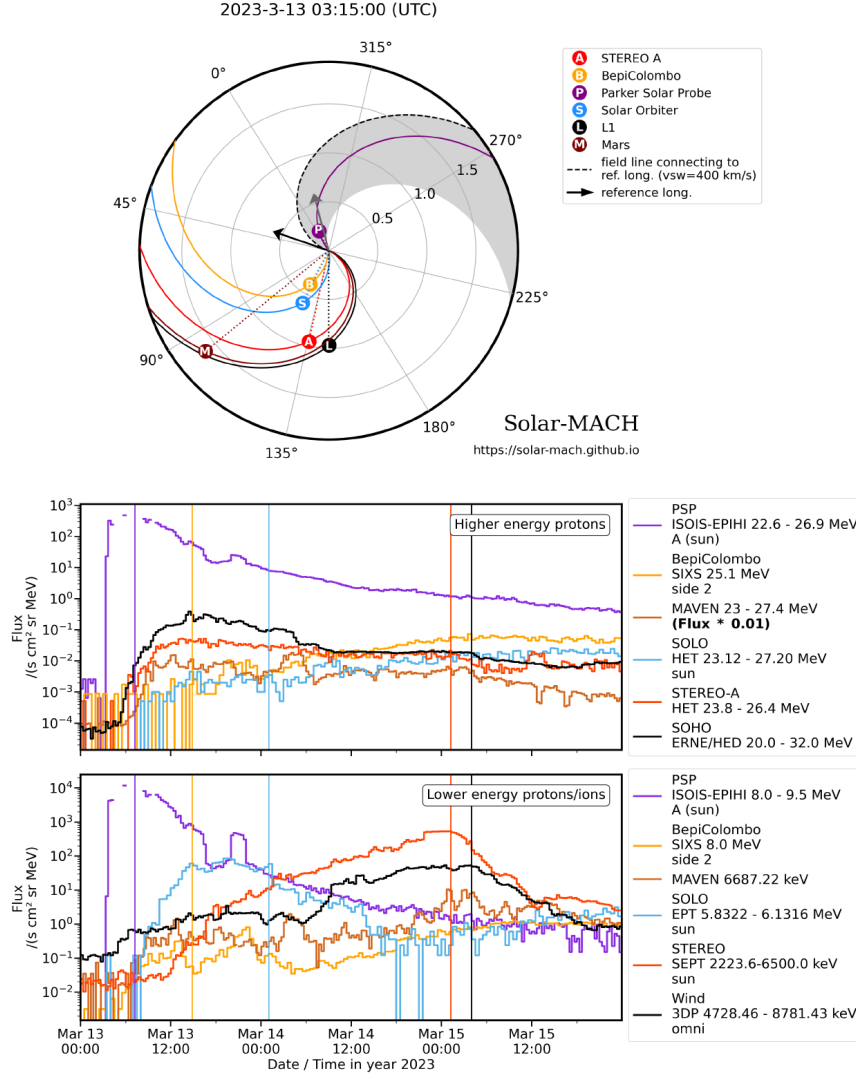 2023-3-13 03:15:00 (UTC)
315°
0°
270°
45°
1.5
1.0
0.5
225°
90°
180°
135°
P
B
S
A
L
M
A STEREO A
B BepiColombo
P Parker Solar Probe
S Solar Orbiter
L L1
M Mars
field line connecting to
ref. long. (vsw=400 km/s)
reference long.
Solar-MACH
https://solar-mach.github.io
Higher energy protons
Flux
/(s cm² sr MeV)
10³
10²
10¹
10⁰
10⁻¹
10⁻²
10⁻³
10⁻⁴
PSP
ISOIS-EPIHI 22.6 - 26.9 MeV
A (sun)
BepiColombo
SIXS 25.1 MeV
side 2
MAVEN 23 - 27.4 MeV
(Flux * 0.01)
SOLO
HET 23.12 - 27.20 MeV
sun
STEREO-A
HET 23.8 - 26.4 MeV
SOHO
ERNE/HED 20.0 - 32.0 MeV
Lower energy protons/ions
Flux
/(s cm² sr MeV)
10⁴
10³
10²
10¹
10⁰
10⁻¹
10⁻²
PSP
ISOIS-EPIHI 8.0 - 9.5 MeV
A (sun)
BepiColombo
SIXS 8.0 MeV
side 2
MAVEN 6687.22 keV
SOLO
EPT 5.8322 - 6.1316 MeV
sun
STEREO
SEPT 2223.6-6500.0 keV
sun
Wind
3DP 4728.46 - 8781.43 keV
omni
Mar 13 Mar 13 Mar 14 Mar 14 Mar 15 Mar 15
00:00 12:00 00:00 12:00 00:00 12:00
Date / Time in year 2023